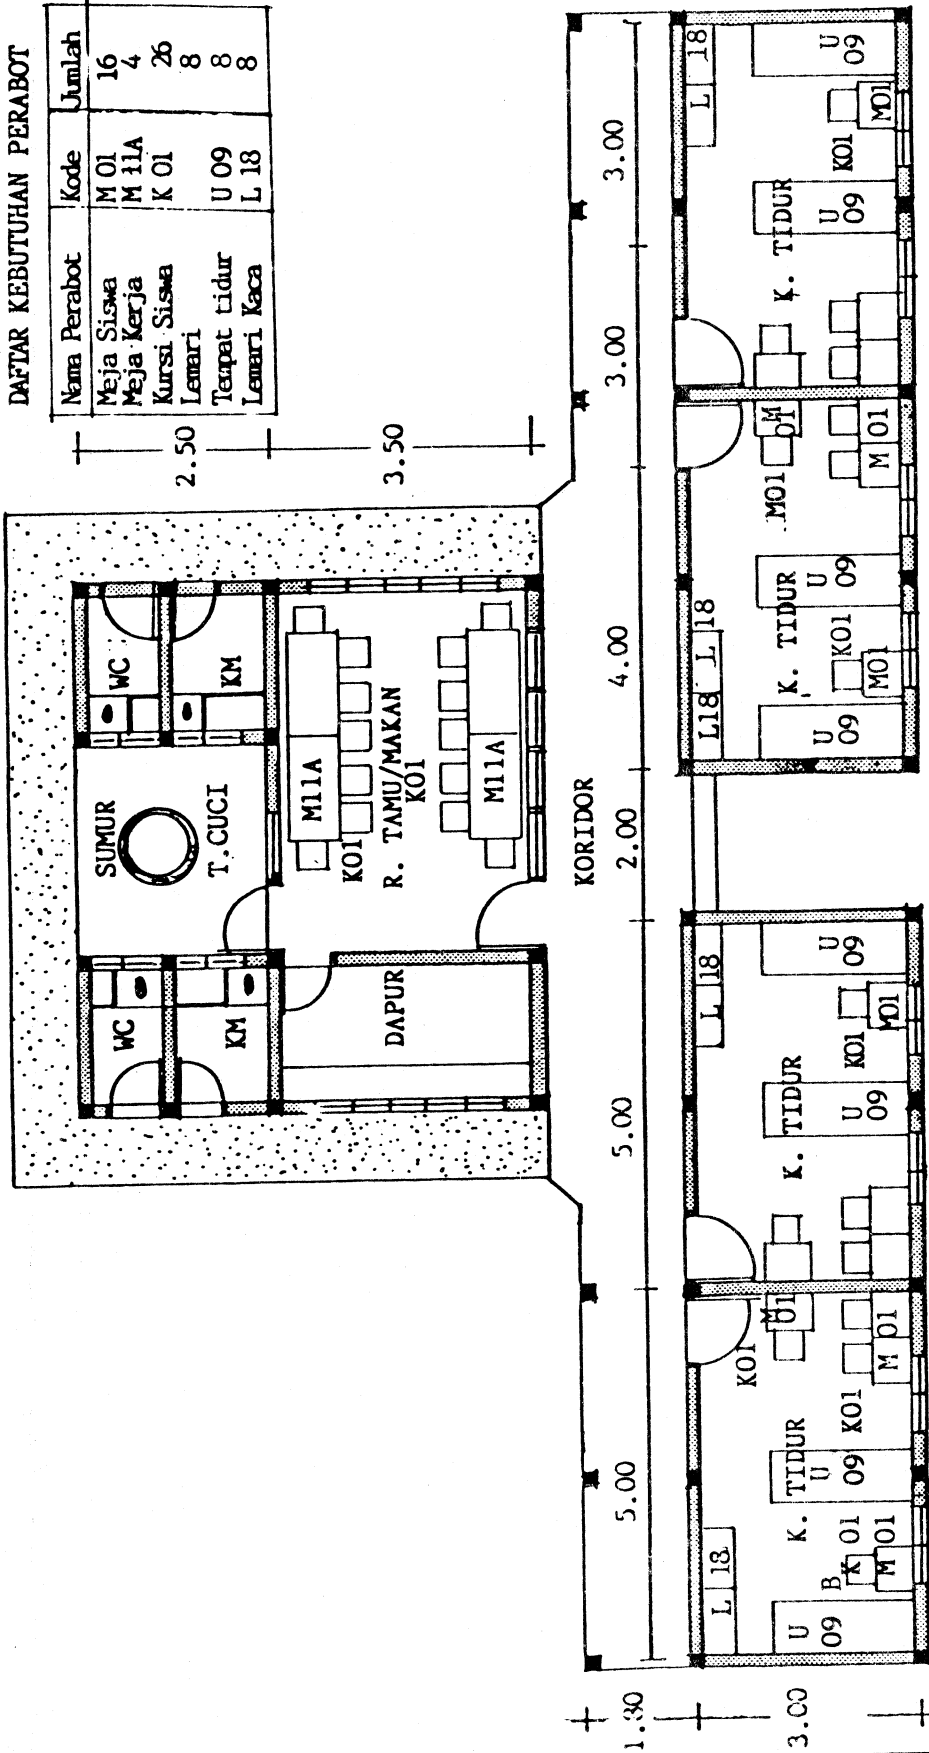 DAFTAR KEBUTUHAN PERABOT
Nama Perabot Kode Jumlah
Meja Siswa M 01 16
Meja Kerja M 11A 4
Kursi Siswa K 01 26
Lemari 8
Tempat tidur U 09 8
Lemari Kaca L 18 8
2.50
3.50
WC
SUMUR
WC
KM
T.CUCI
KM
M11A
K01
R. TAMU/MAKAN
K01
M11A
DAPUR
KORIDOR
1.80
5.00
5.00
2.00
4.00
3.00
3.00
3.00
L 18
K01
M 01
K. TIDUR
U 09
U 09
B
K 01
M 01
K01
M 01
L 18
K. TIDUR
U 09
U 09
K01
M01
L18
L 18
M01
M 01
K. TIDUR
U 09
U 09
K01
M01
M 01
L 18
K. TIDUR
U 09
U 09
K01
M01